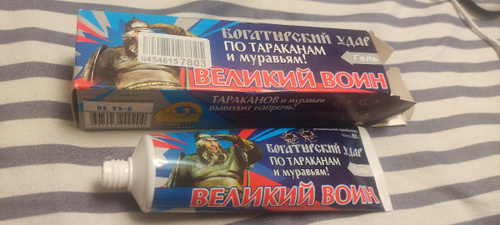 БОГАТЫРСКИЙ УДАР
ПО ТАРАКАНАМ
и муравьям!
Гель
ВЕЛИКИЙ ВОИН
ТАРАКАНОВ и муравьев
выводит напрочь!
БОГАТЫРСКИЙ УДАР
ПО ТАРАКАНАМ
и муравьям!
ВЕЛИКИЙ ВОИН